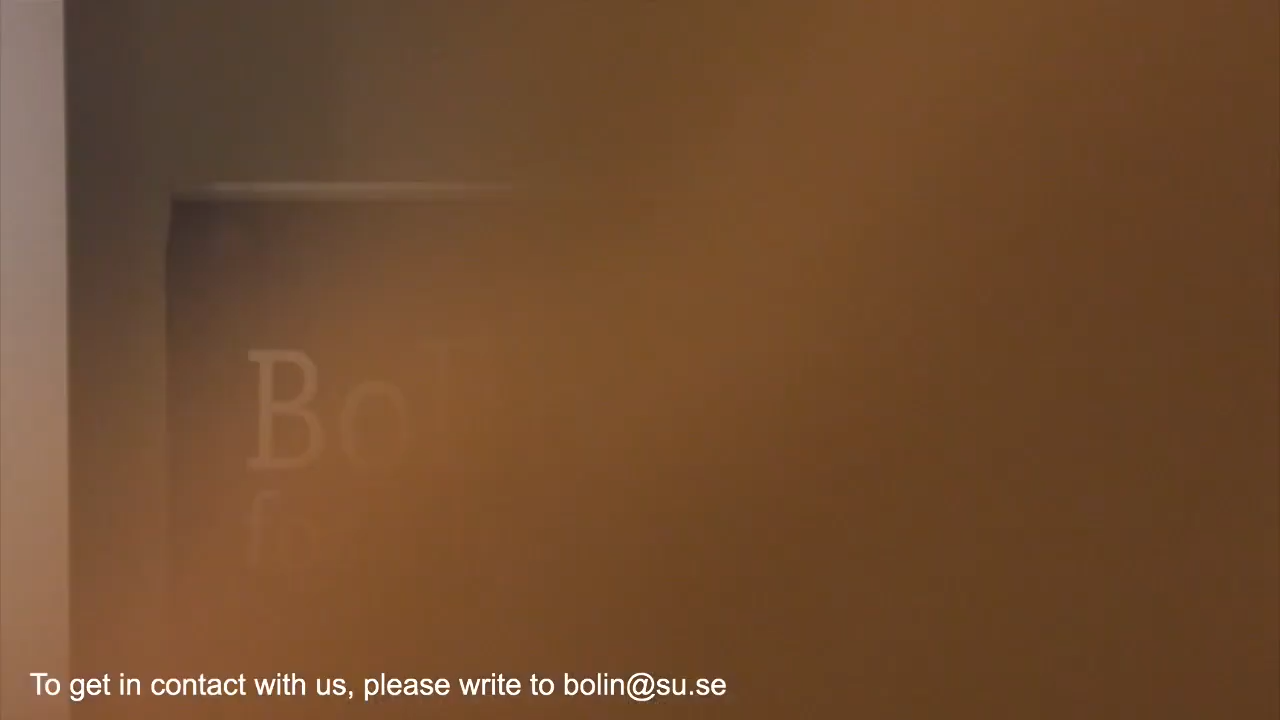 To get in contact with us, please write to bolin@su.se